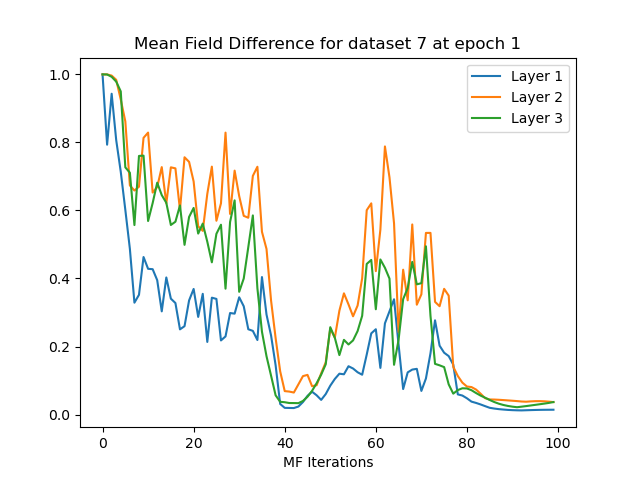 Mean Field Difference for dataset 7 at epoch 1
Layer 1
Layer 2
Layer 3
1.0
0.8
0.6
0.4
0.2
0.0
0 20 40 60 80 100
MF Iterations